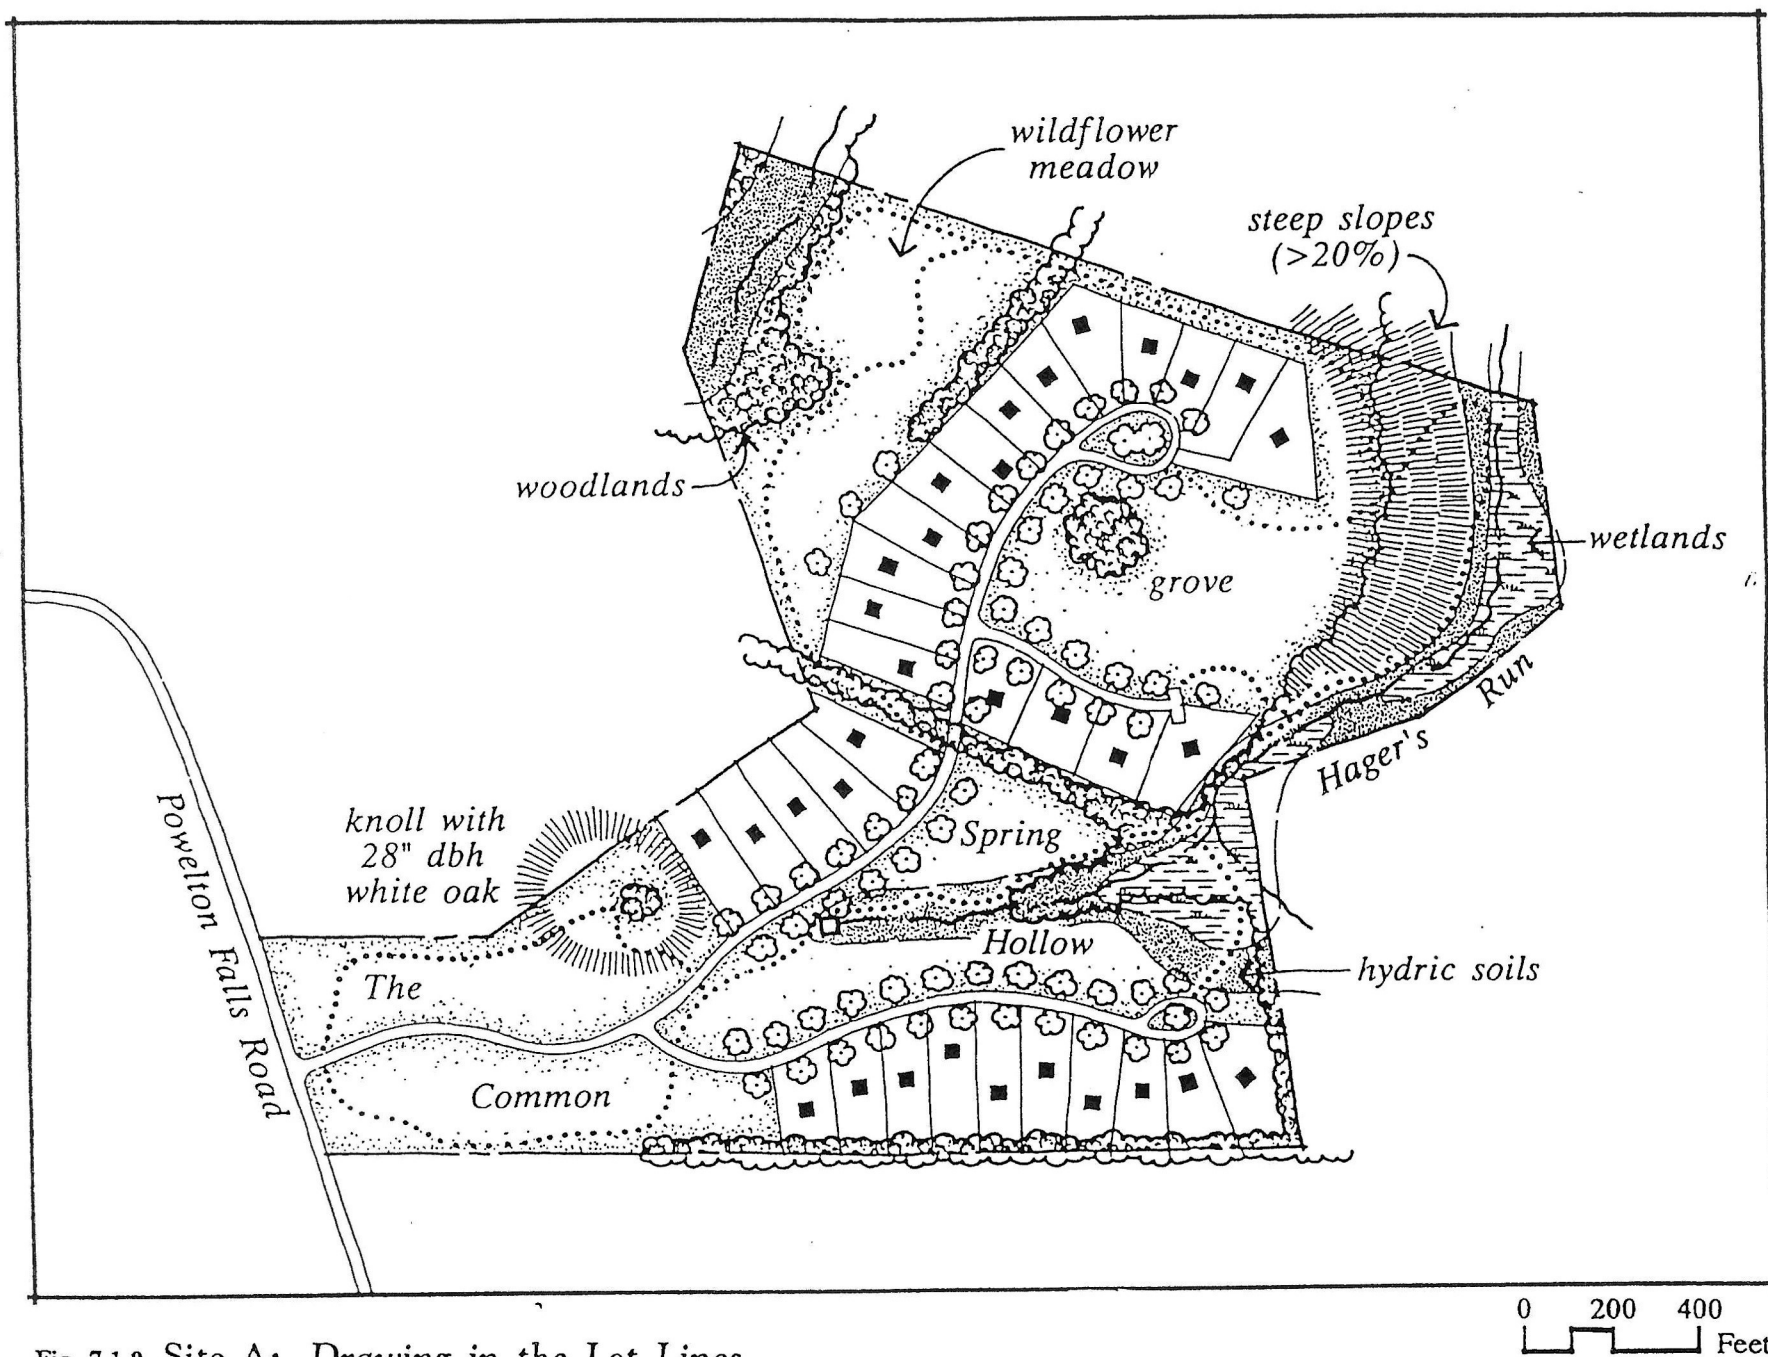 wildflower
meadow
steep slopes
(>20%)
woodlands
wetlands
grove
Hager's Run
knoll with
28" dbh
white oak
Spring
Hollow
hydric soils
The
Common
Powelton Falls Road
0 200 400
Feet
Site A: Drawing in the Lot Lines